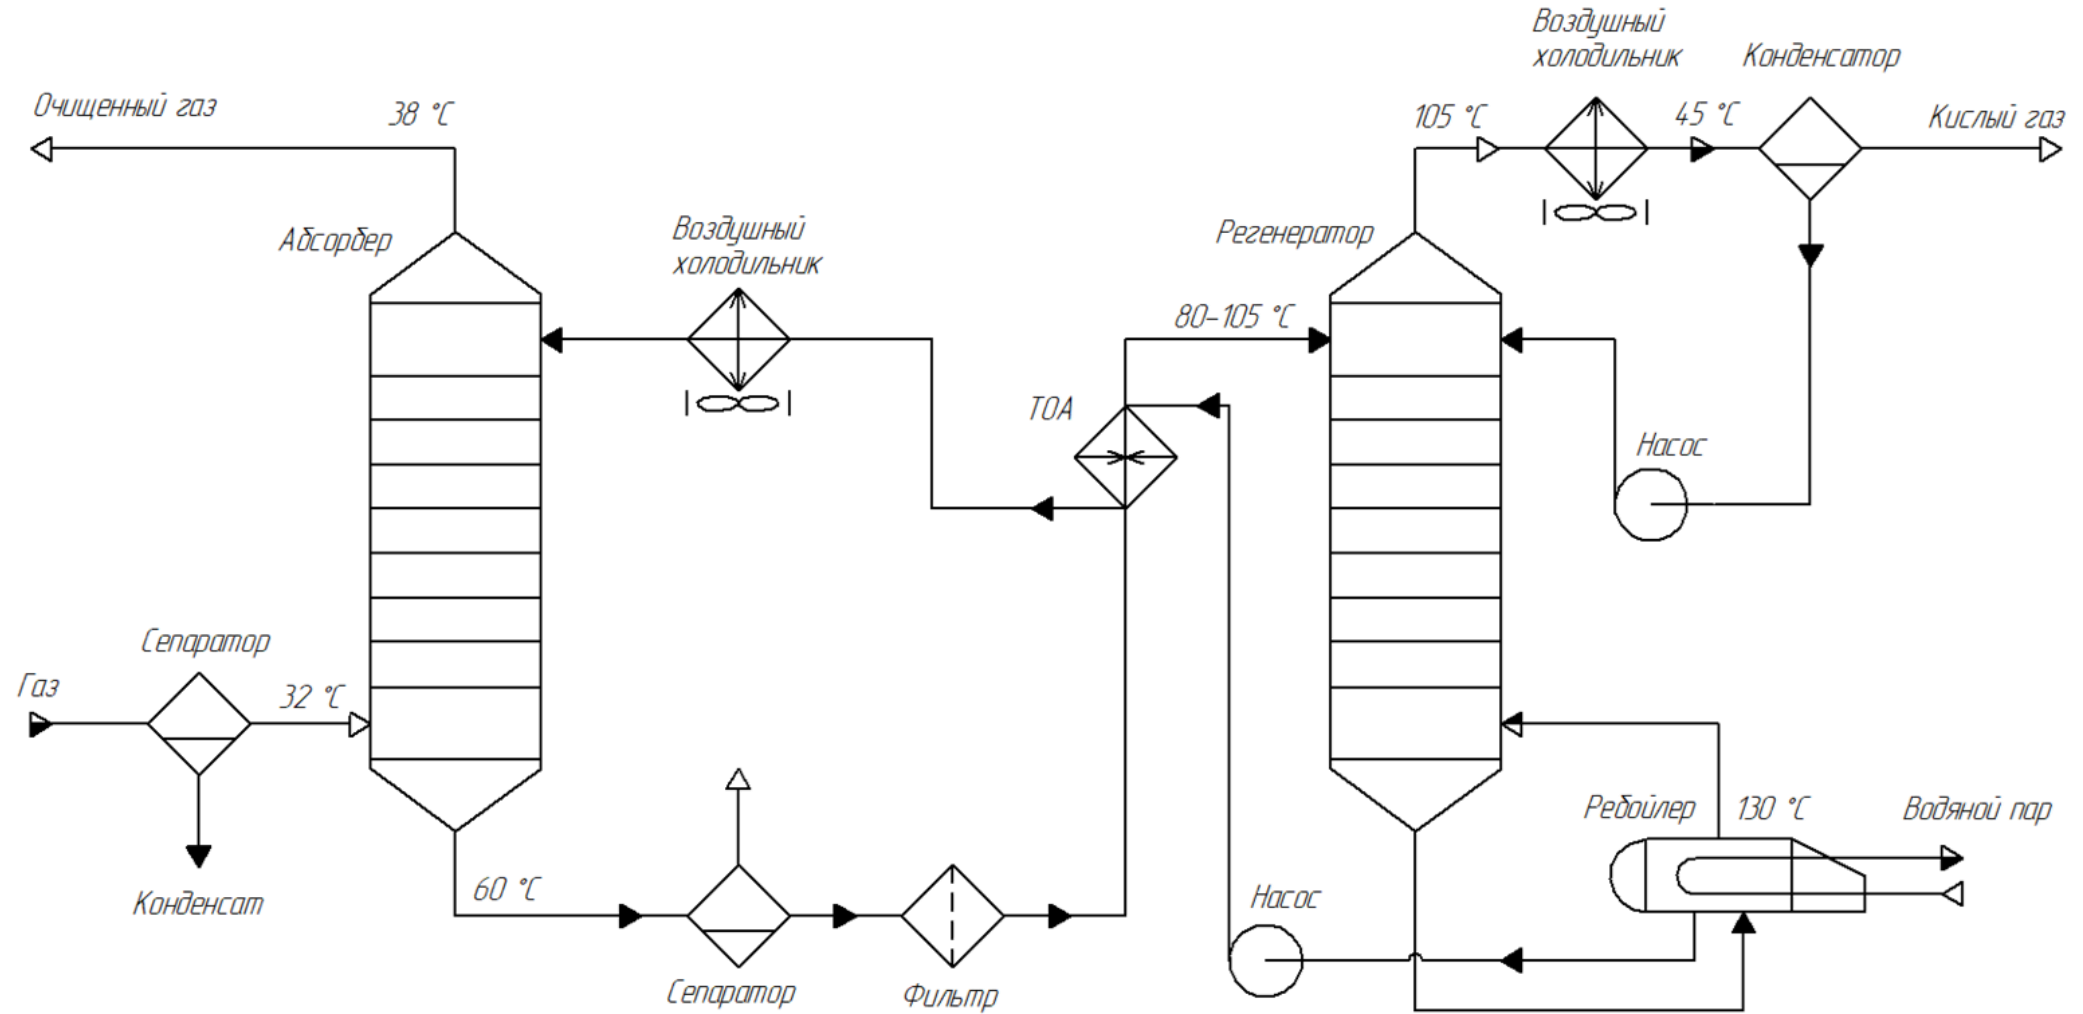 Воздушный
холодильник
Конденсатор
Очищенный газ
38 °С
105 °С
45 °С
Кислый газ
Абсорбер
Воздушный
холодильник
Регенератор
80-105 °С
ТОА
Насос
Сепаратор
Газ
32 °С
Ребойлер
130 °С
Водяной пар
Конденсат
60 °С
Насос
Сепаратор
Фильтр